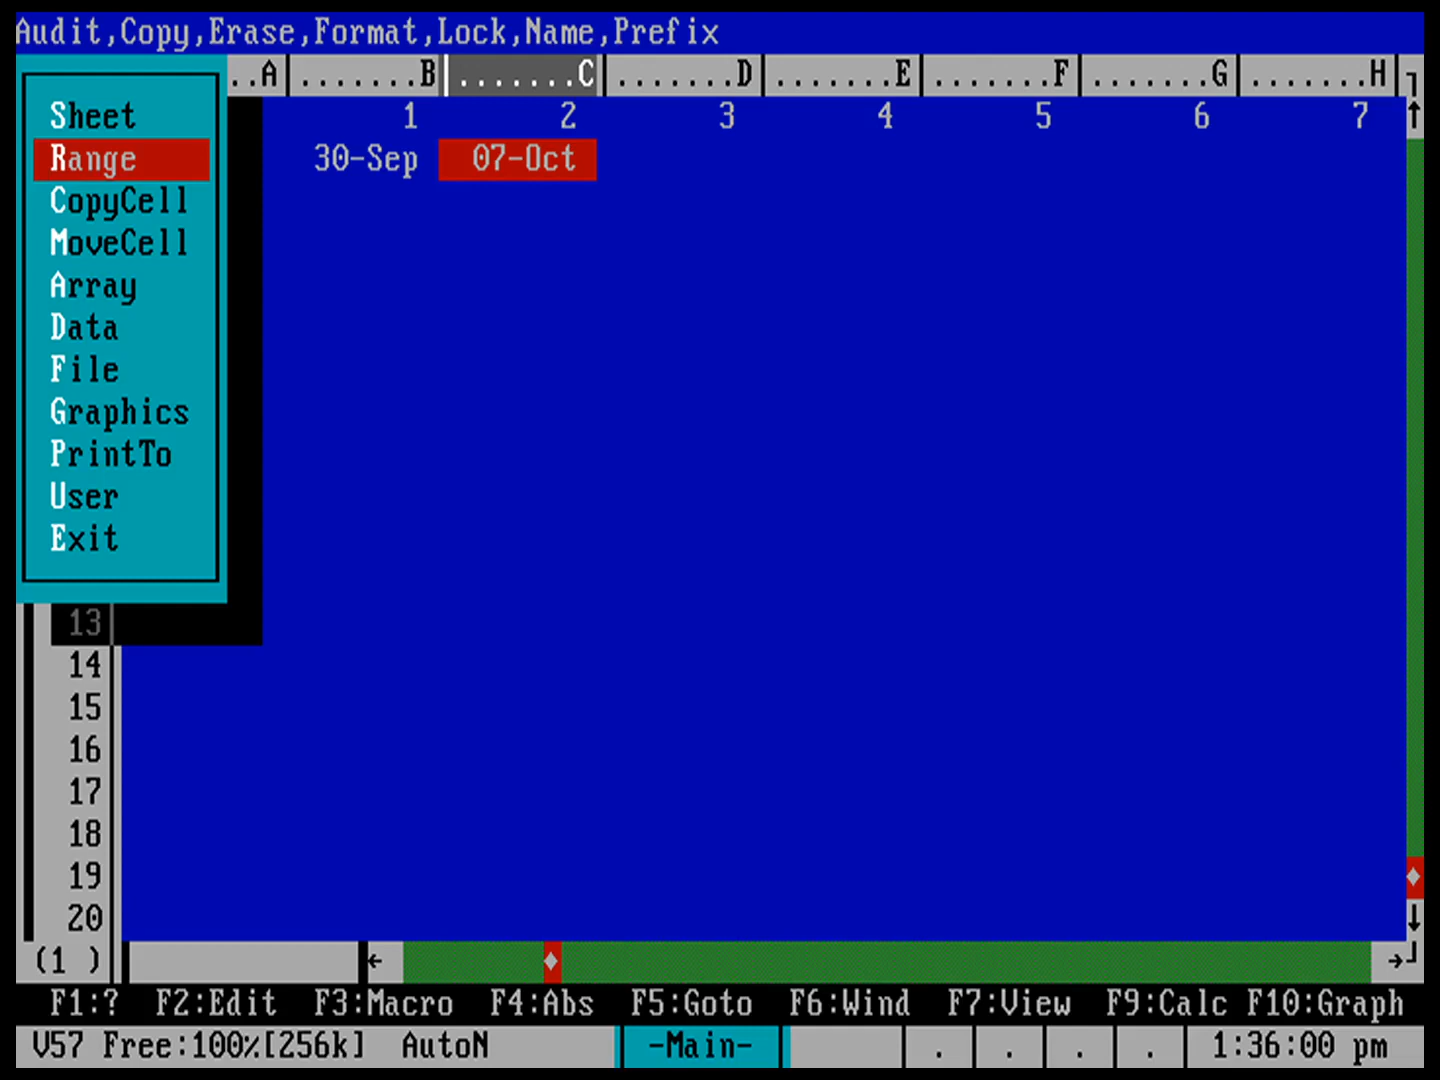 Audit,Copy,Erase,Format,Lock,Name,Prefix
..A .......B .......C .......D .......E .......F .......G .......H
Sheet 1 2 3 4 5 6 7
Range 30-Sep 07-Oct
CopyCell
MoveCell
Array
Data
File
Graphics
PrintTo
User
Exit
13
14
15
16
17
18
19
20
(1 )
F1:? F2:Edit F3:Macro F4:Abs F5:Goto F6:Wind F7:View F9:Calc F10:Graph
V57 Free:100%[256k] AutoN -Main- . . . . 1:36:00 pm